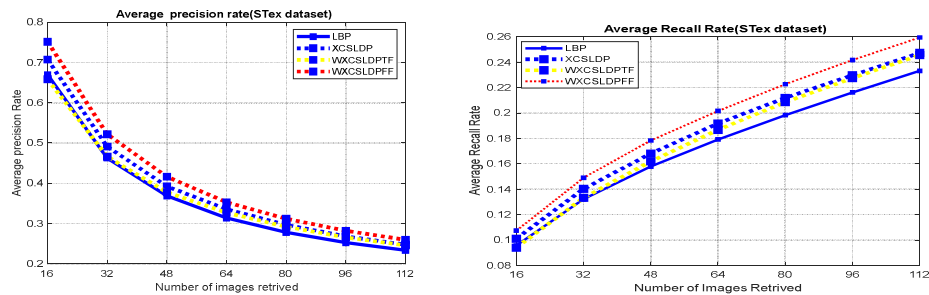 Average precision rate(STex dataset)
Average precision Rate
0.8
0.7
0.6
0.5
0.4
0.3
0.2
LBP
XCSLDP
WXCSLDPTF
WXCSLDPFF
16 32 48 64 80 96 112
Number of images retrived
Average Recall Rate(STex dataset)
Average Recall Rate
0.26
0.24
0.22
0.2
0.18
0.16
0.14
0.12
0.1
0.08
LBP
XCSLDP
WXCSLDPTF
WXCSLDPFF
16 32 48 64 80 96 112
Number of Images Retrived